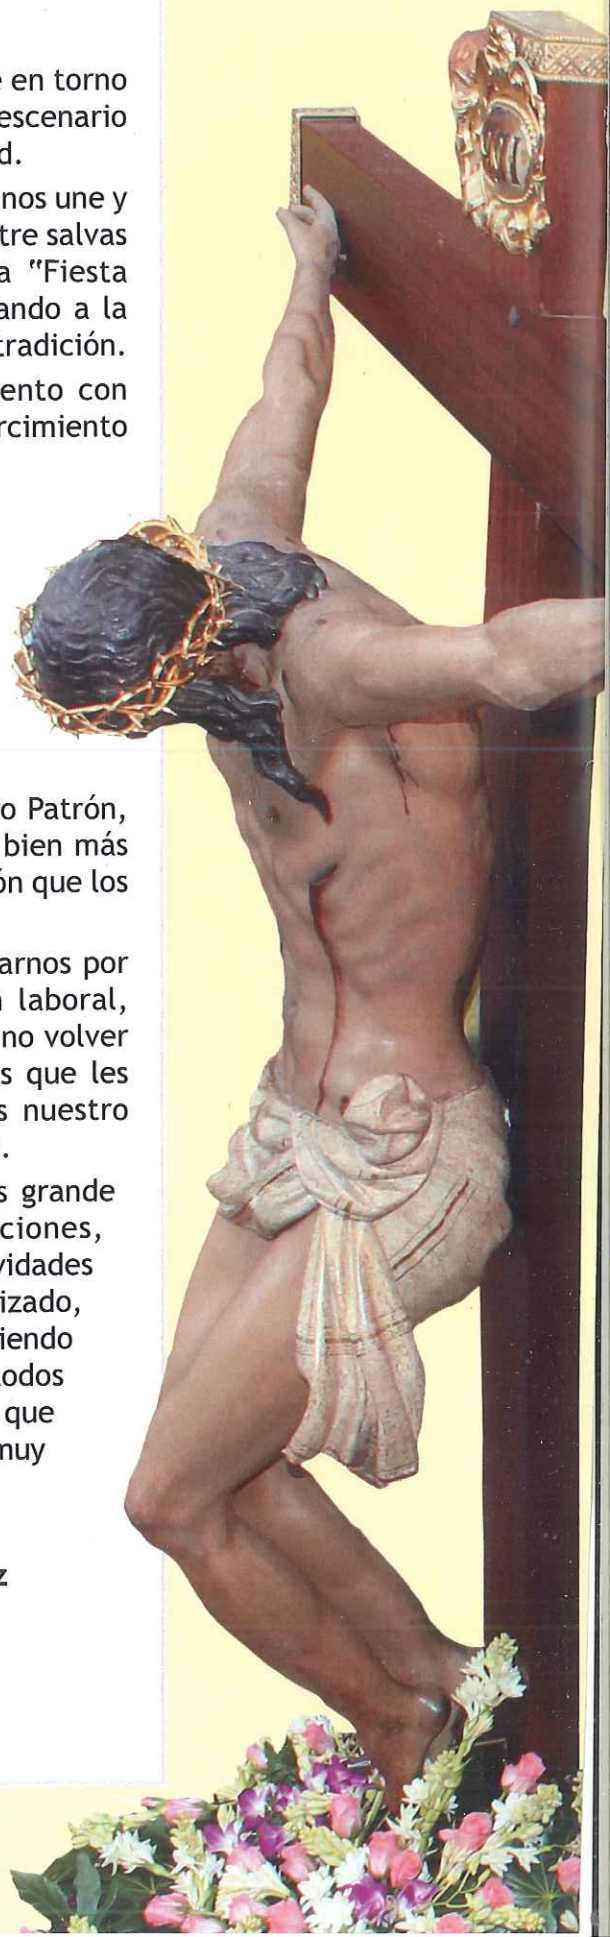 en torno
escenario
d.
nos une y
tre salvas
a “Fiesta
ando a la
tradición.
ento con
rcimiento
o Patrón,
bien más
ón que los
arnos por
laboral,
no volver
s que les
s nuestro
.
s grande
ciones,
vidades
izado,
iendo
todos
que
muy
z